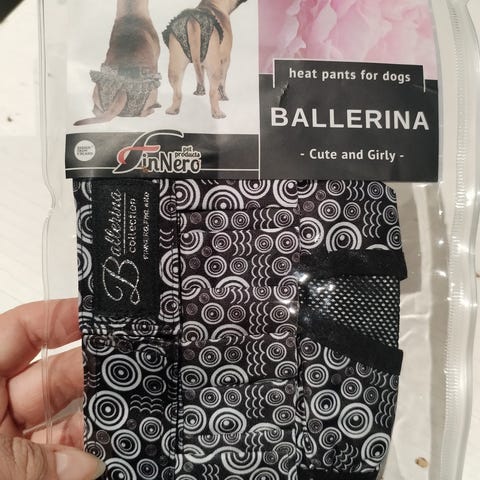 heat pants for dogs
BALLERINA
- Cute and Girly -
FinNero
pet
products
Ballerina
collection